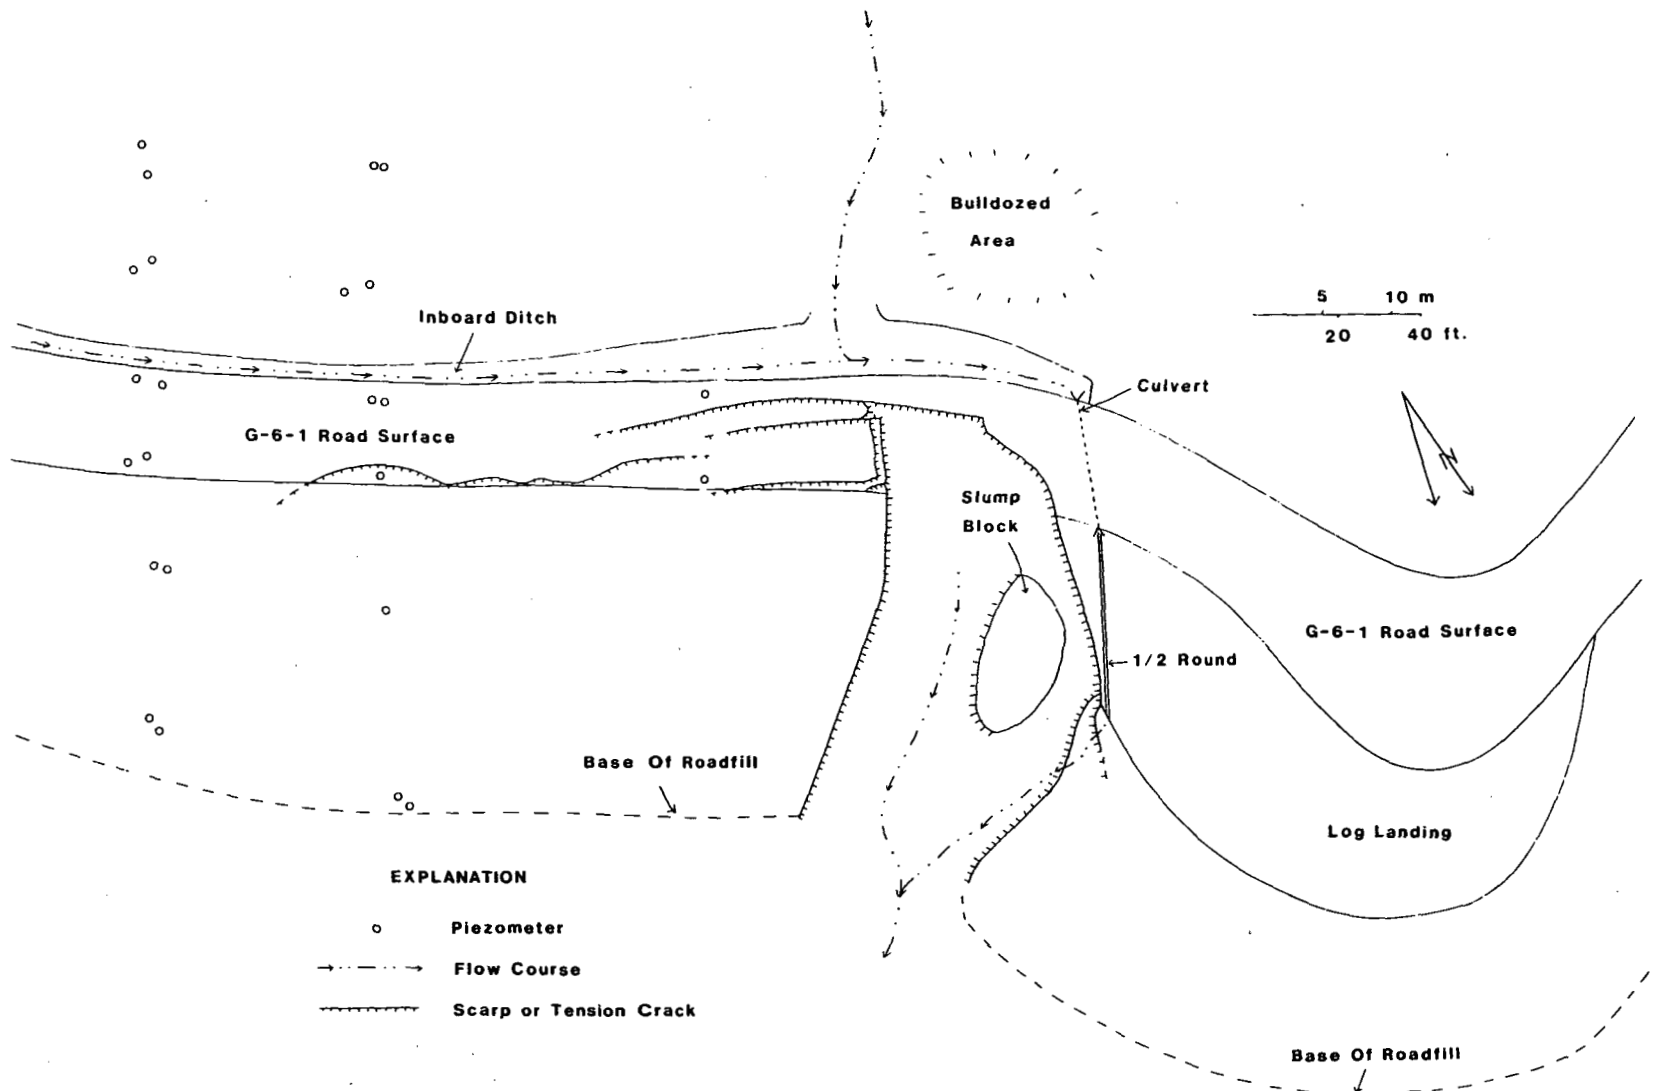 Bulldozed
Area
5 10 m
20 40 ft.
Inboard Ditch
Culvert
G-6-1 Road Surface
N
Slump
Block
G-6-1 Road Surface
1/2 Round
Base Of Roadfill
Log Landing
EXPLANATION
Piezometer
Flow Course
Scarp or Tension Crack
Base Of Roadfill